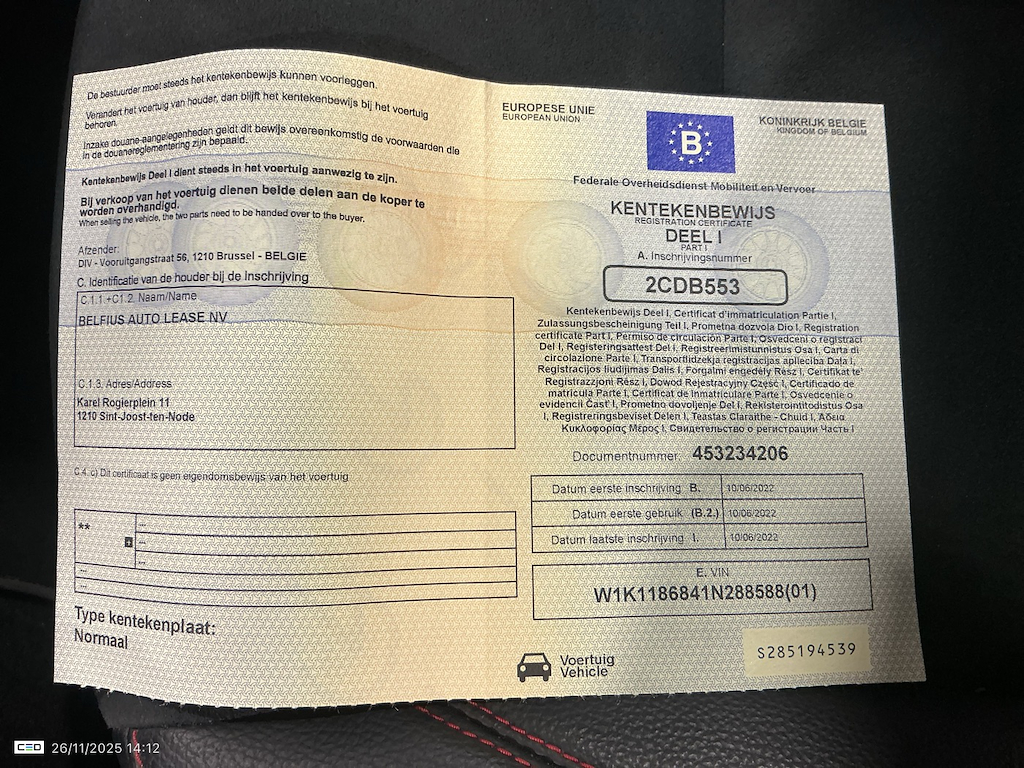 De bestuurder moet steeds het kentekenbewijs kunnen voorleggen.
Verandert het voertuig van houder, dan blijft het kentekenbewijs bij het voertuig
behoren.
Inzake douane-aangelegenheden geldt dit bewijs overeenkomstig de voorwaarden die
in de douanereglementering zijn bepaald.
Kentekenbewijs Deel I dient steeds in het voertuig aanwezig te zijn.
Bij verkoop van het voertuig dienen beide delen aan de koper te
worden overhandigd.
When selling the vehicle, the two parts need to be handed over to the buyer.
Afzender:
DIV - Vooruitgangstraat 56, 1210 Brussel - BELGIE
C. Identificatie van de houder bij de Inschrijving
C.1.1.+C1.2. Naam/Name
BELFIUS AUTO LEASE NV
C.1.3. Adres/Address
Karel Rogierplein 11
1210 Sint-Joost-ten-Node
C.4. c) Dit certificaat is geen eigendomsbewijs van het voertuig
**
---
+ ---
---
---
---
Type kentekenplaat:
Normaal
EUROPESE UNIE
EUROPEAN UNION
B
KONINKRIJK BELGIE
KINGDOM OF BELGIUM
Federale Overheidsdienst Mobiliteit en Vervoer
KENTEKENBEWIJS
REGISTRATION CERTIFICATE
DEEL I
PART I
A. Inschrijvingsnummer
2CDB553
Kentekenbewijs Deel I, Certificat d'immatriculation Partie I,
Zulassungsbescheinigung Teil I, Prometna dozvola Dio I, Registration
certificate Part I, Permiso de circulación Parte I, Osvedčení o registraci
Del I, Registeringsattest Del I, Registreerimistunnistus Osa I, Carta di
circolazione Parte I, Transportlīdzekļa reģistrācijas apliecība Daļa I,
Registracijos liudijimas Dalis I, Forgalmi engedély Rész I, Ċertifikat ta'
Reġistrazzjoni Rész I, Dowod Rejestracyjny Część I, Certificado de
matrícula Parte I, Certificat de Inmatriculare Parte I, Osvedčenie o
evidencii Časť I, Prometno dovoljenje Del I, Rekisteröintitodistus Osa
I, Registreringsbeviset Delen I, Teastas Claraithe - Chuid I, Άδεια
Κυκλοφορίας Μέρος I, Свидетелство о регистрации Часть I
Documentnummer: 453234206
Datum eerste inschrijving B. 10/06/2022
Datum eerste gebruik (B.2.) 10/06/2022
Datum laatste inschrijving I. 10/06/2022
E. VIN
W1K1186841N288588(01)
Voertuig
Vehicle
S285194539
CEO 26/11/2025 14:12